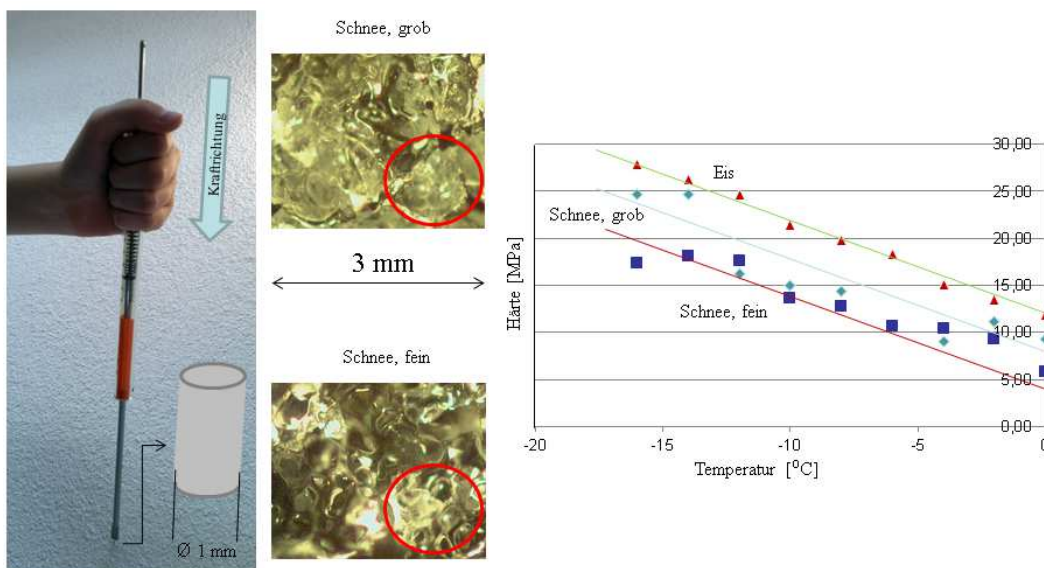 Kraftrichtung
Ø 1 mm
Schnee, grob
3 mm
Schnee, fein
Härte [MPa]
30,00
25,00
20,00
15,00
10,00
5,00
0,00
Eis
Schnee, grob
Schnee, fein
-20
-15
-10
-5
0
Temperatur [°C]